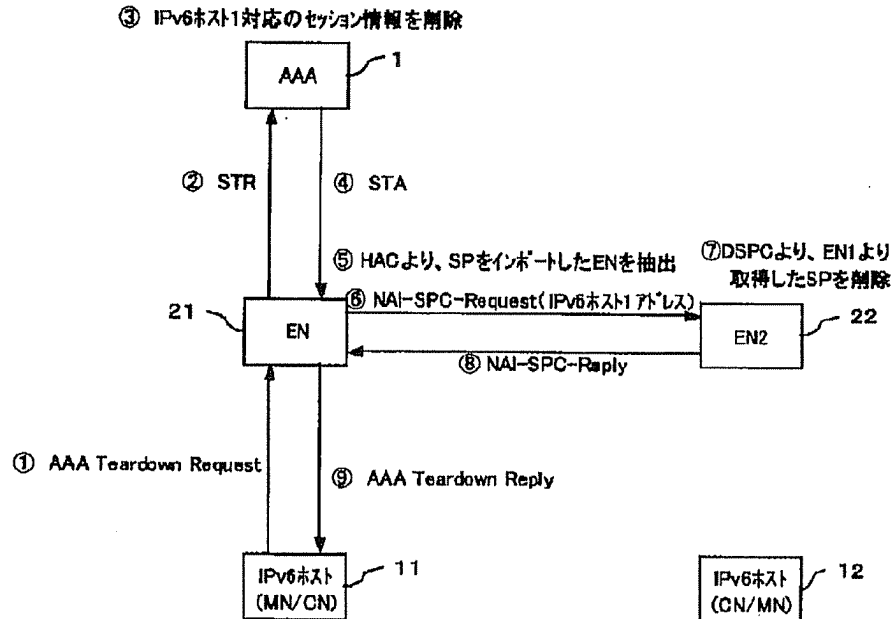 ③ IPv6ホスト1対応のセッション情報を削除
AAA
1
② STR
④ STA
⑤ HACより、SPをインポートしたENを抽出
⑦DSPCより、EN1より
取得したSPを削除
21
⑥ NAI-SPC-Request(IPv6ホスト1アドレス)
22
EN
EN2
⑧ NAI-SPC-Reply
① AAA Teardown Request
⑨ AAA Teardown Reply
IPv6ホスト
(MN/CN)
11
IPv6ホスト
(CN/MN)
12